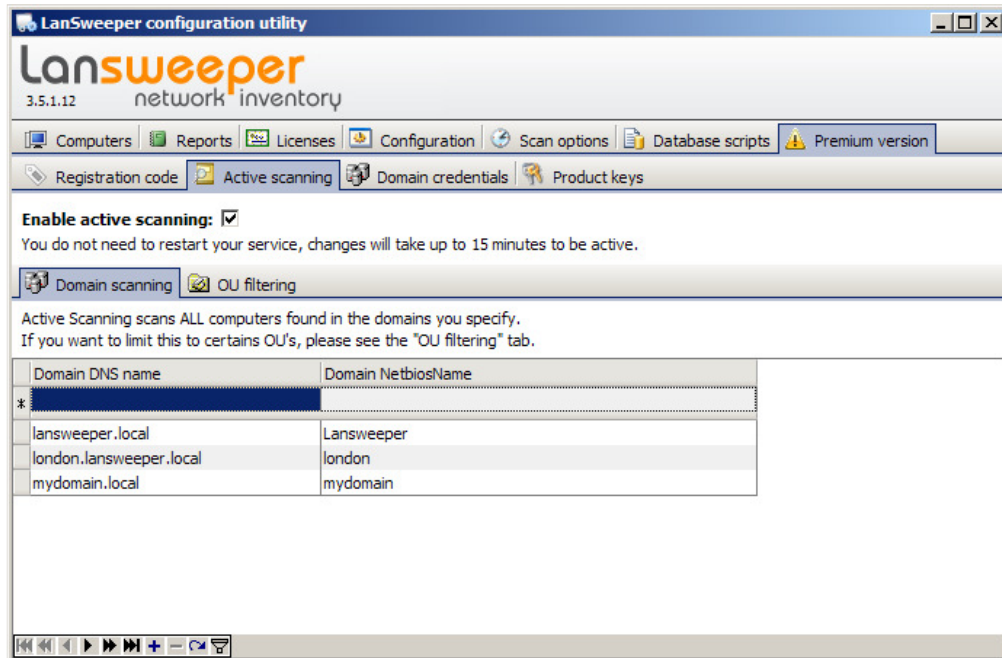 LanSweeper configuration utility
Lansweeper
3.5.1.12 network inventory
Computers Reports Licenses Configuration Scan options Database scripts Premium version
Registration code Active scanning Domain credentials Product keys
Enable active scanning:
You do not need to restart your service, changes will take up to 15 minutes to be active.
Domain scanning OU filtering
Active Scanning scans ALL computers found in the domains you specify.
If you want to limit this to certains OU's, please see the "OU filtering" tab.
Domain DNS name Domain NetbiosName
*
lansweeper.local Lansweeper
london.lansweeper.local london
mydomain.local mydomain